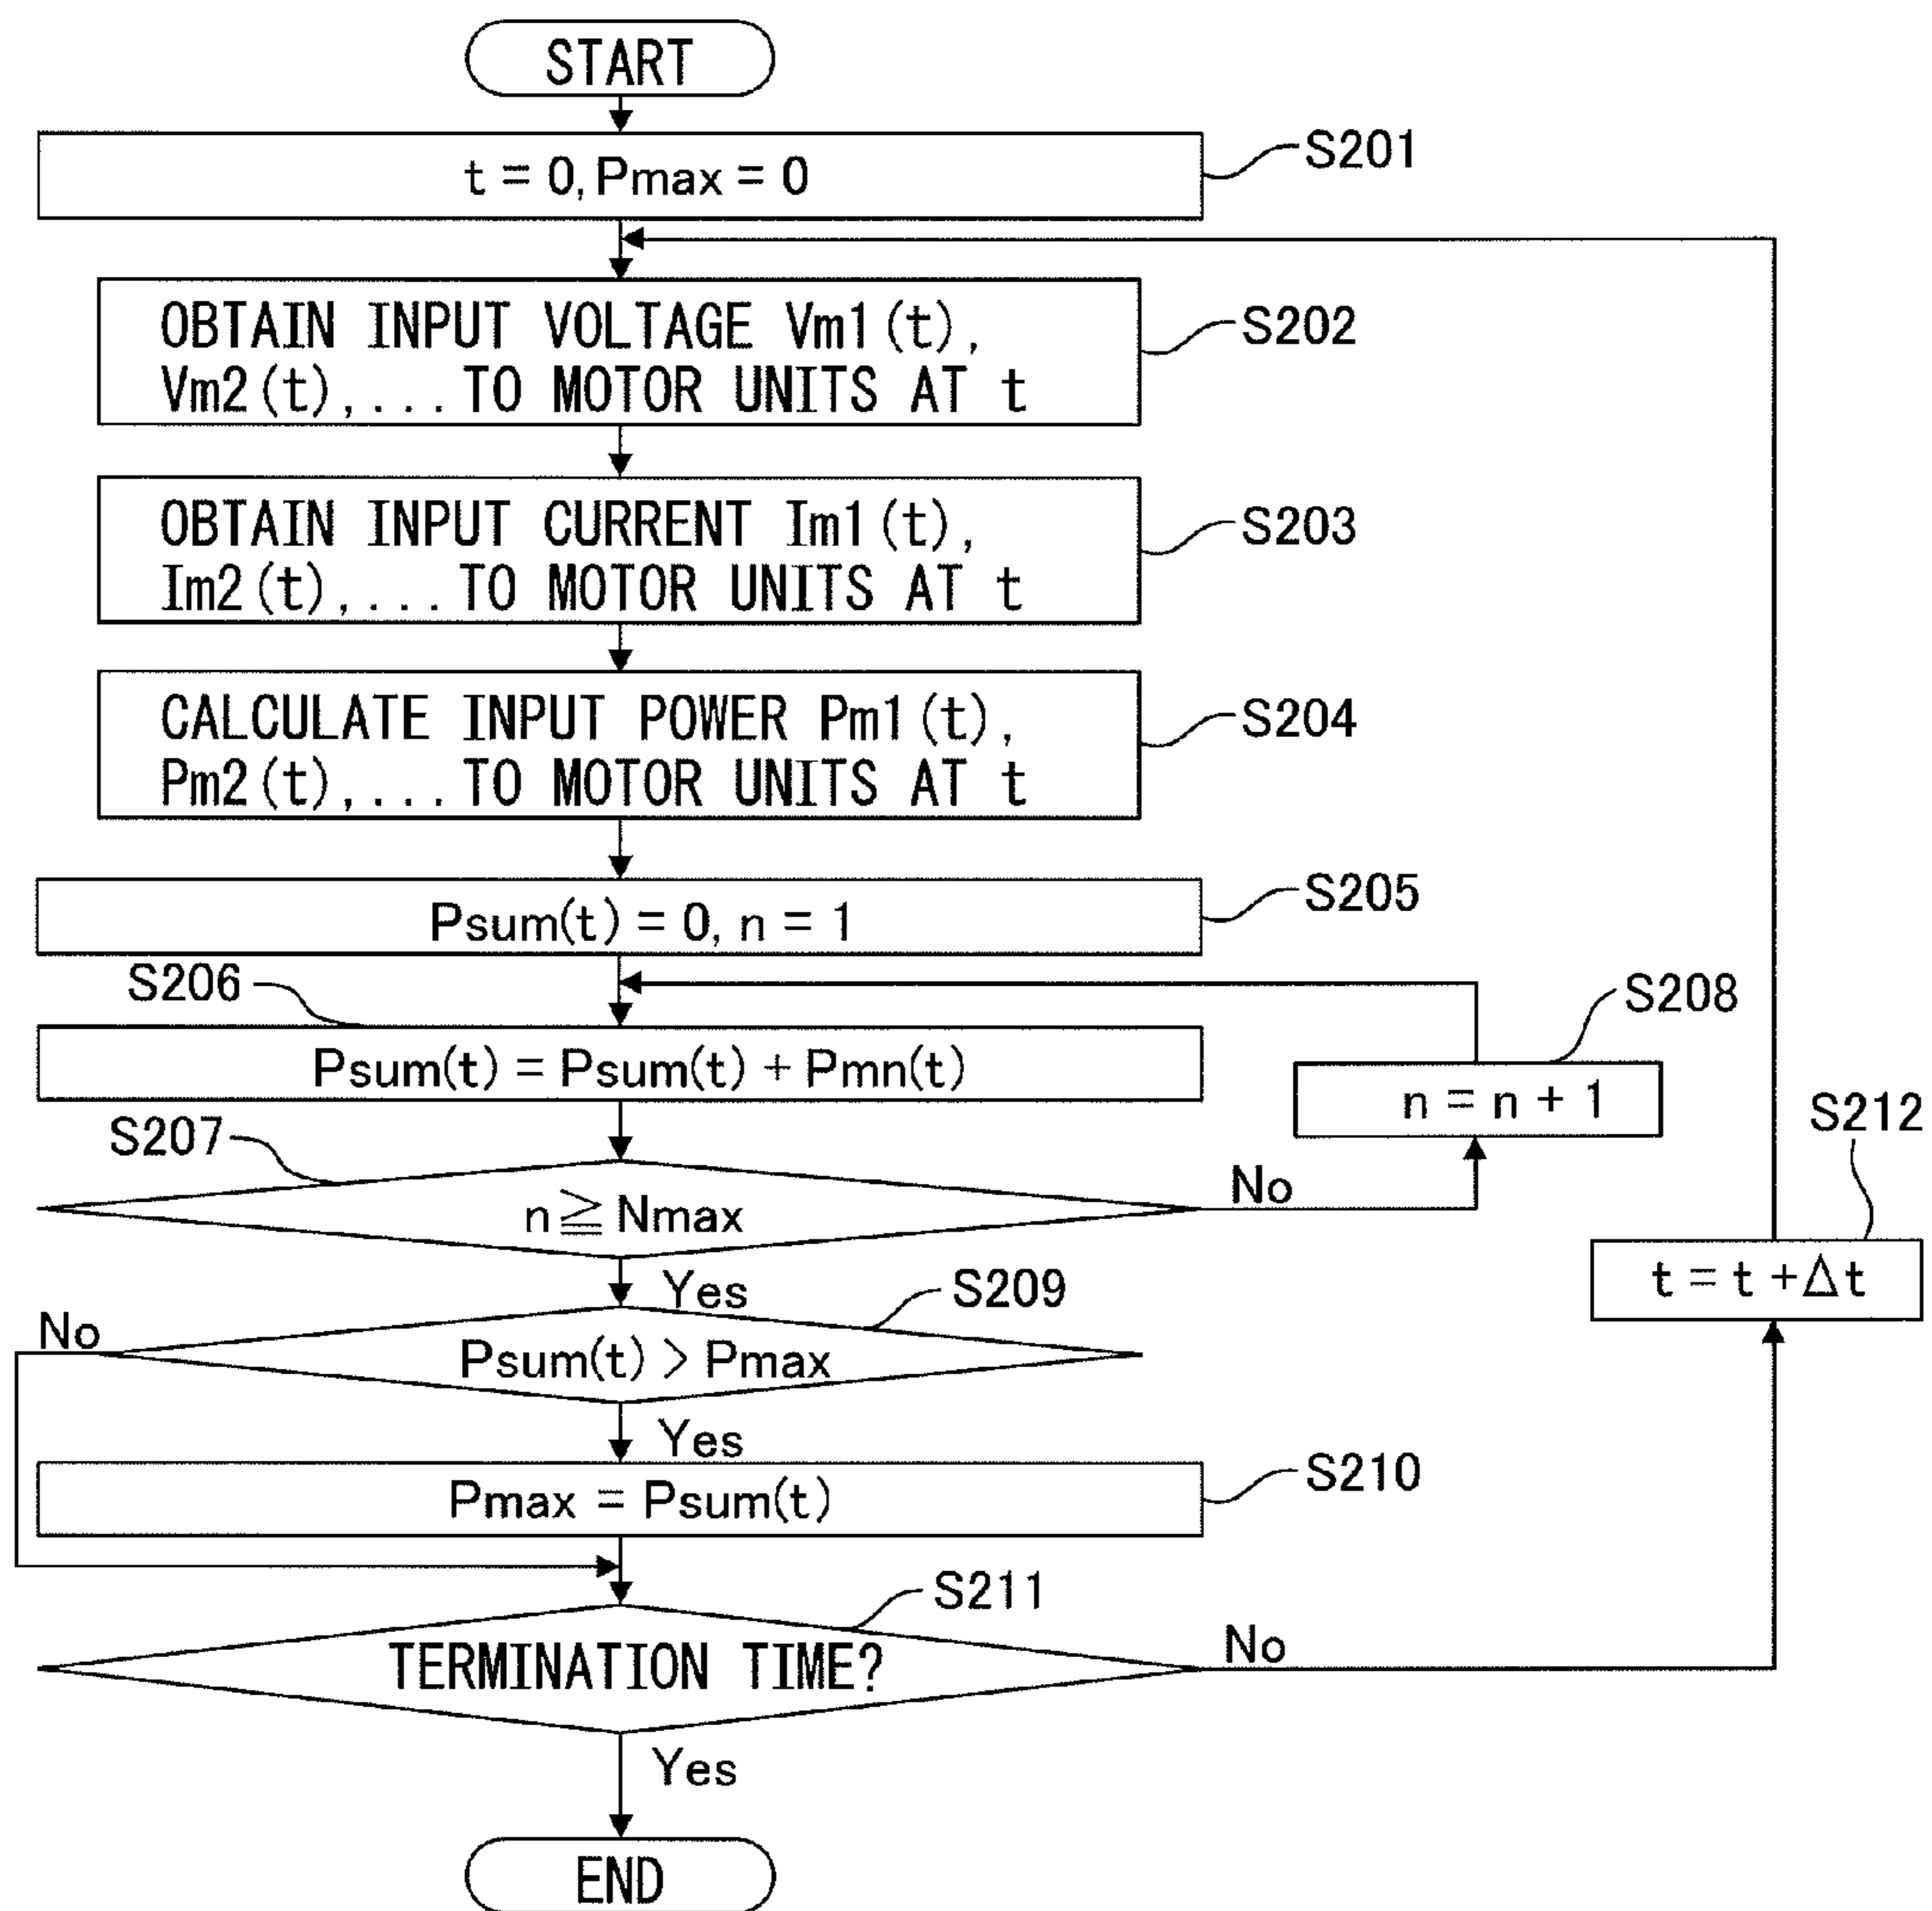 START
t = 0, Pmax = 0
S201
OBTAIN INPUT VOLTAGE Vm1(t),
Vm2(t),... TO MOTOR UNITS AT t
S202
OBTAIN INPUT CURRENT Im1(t),
Im2(t),... TO MOTOR UNITS AT t
S203
CALCULATE INPUT POWER Pm1(t),
Pm2(t),... TO MOTOR UNITS AT t
S204
Psum(t) = 0, n = 1
S205
S206
Psum(t) = Psum(t) + Pmn(t)
S208
n = n + 1
S207
n ≧ Nmax
No
Yes
S212
t = t + Δt
S209
Psum(t) > Pmax
No
Yes
Pmax = Psum(t)
S210
S211
TERMINATION TIME?
No
Yes
END